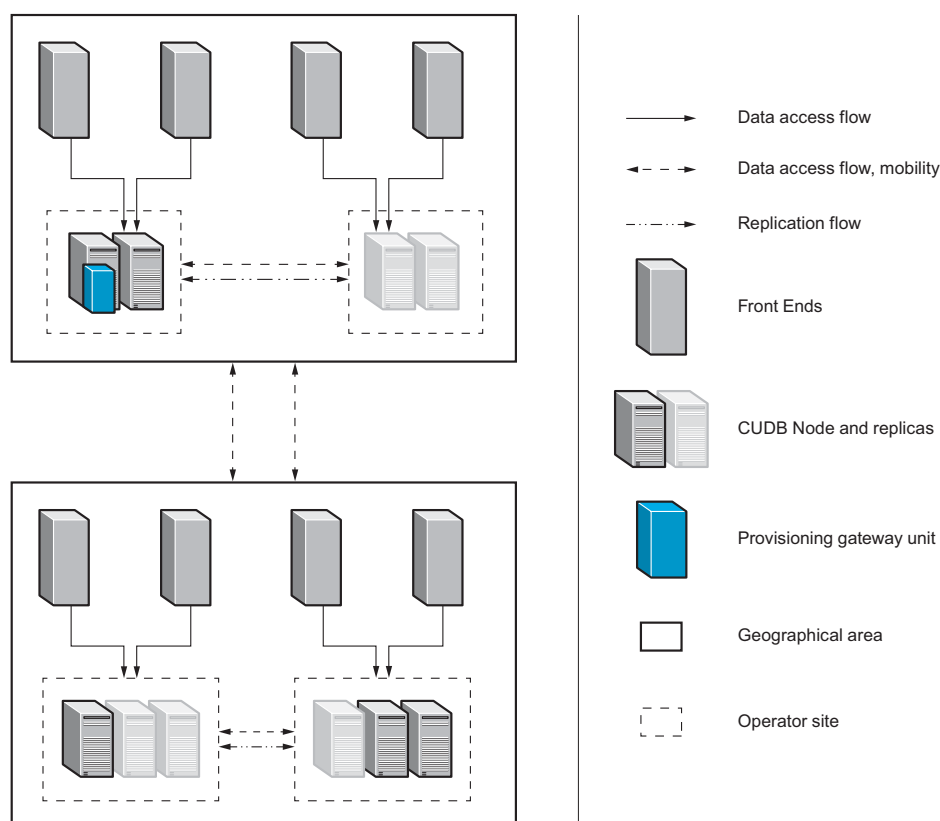 Data access flow
Data access flow, mobility
Replication flow
Front Ends
CUDB Node and replicas
Provisioning gateway unit
Geographical area
Operator site